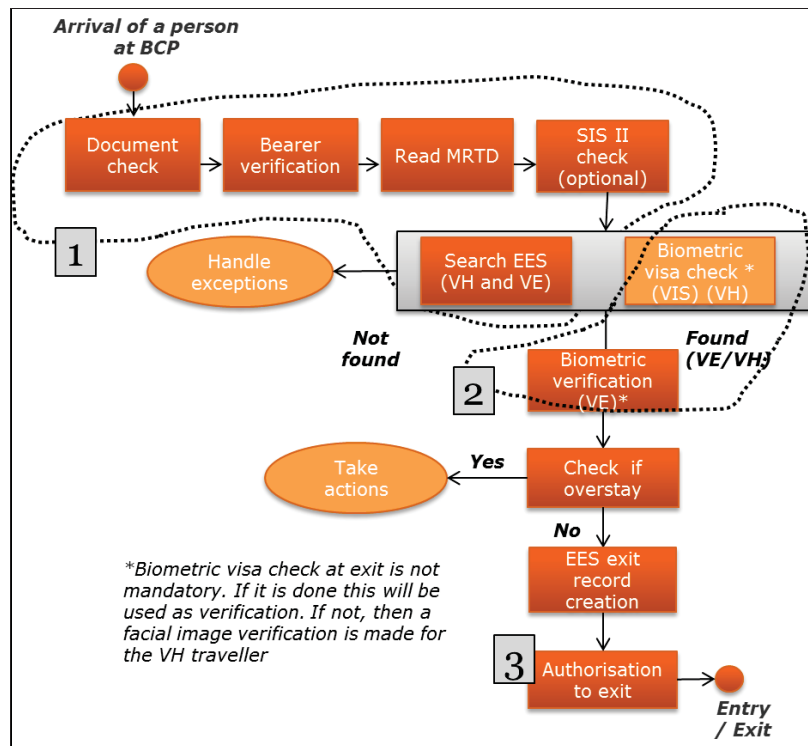 Arrival of a person
at BCP
Document
check
Bearer
verification
Read MRTD
SIS II
check
(optional)
1
Handle
exceptions
Search EES
(VH and VE)
Biometric
visa check *
(VIS) (VH)
Not
found
Found
(VE/VH)
2
Biometric
verification
(VE)*
Take
actions
Yes
Check if
overstay
No
*Biometric visa check at exit is not
mandatory. If it is done this will be
used as verification. If not, then a
facial image verification is made for
the VH traveller
EES exit
record
creation
3
Authorisation
to exit
Entry
/ Exit